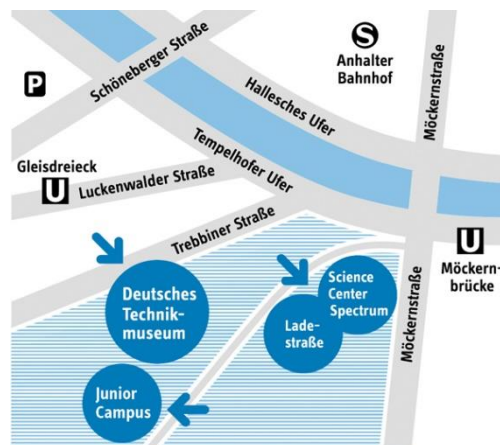 Schöneberger Straße
S
Anhalter
Bahnhof
Möckernstraße
P
Hallesches Ufer
Tempelhofer Ufer
Gleisdreieck
U
Luckenwalder Straße
Trebbiner Straße
U
Möckern-
brücke
Deutsches
Technik-
museum
Science
Center
Spectrum
Lade-
straße
Möckernstraße
Junior
Campus